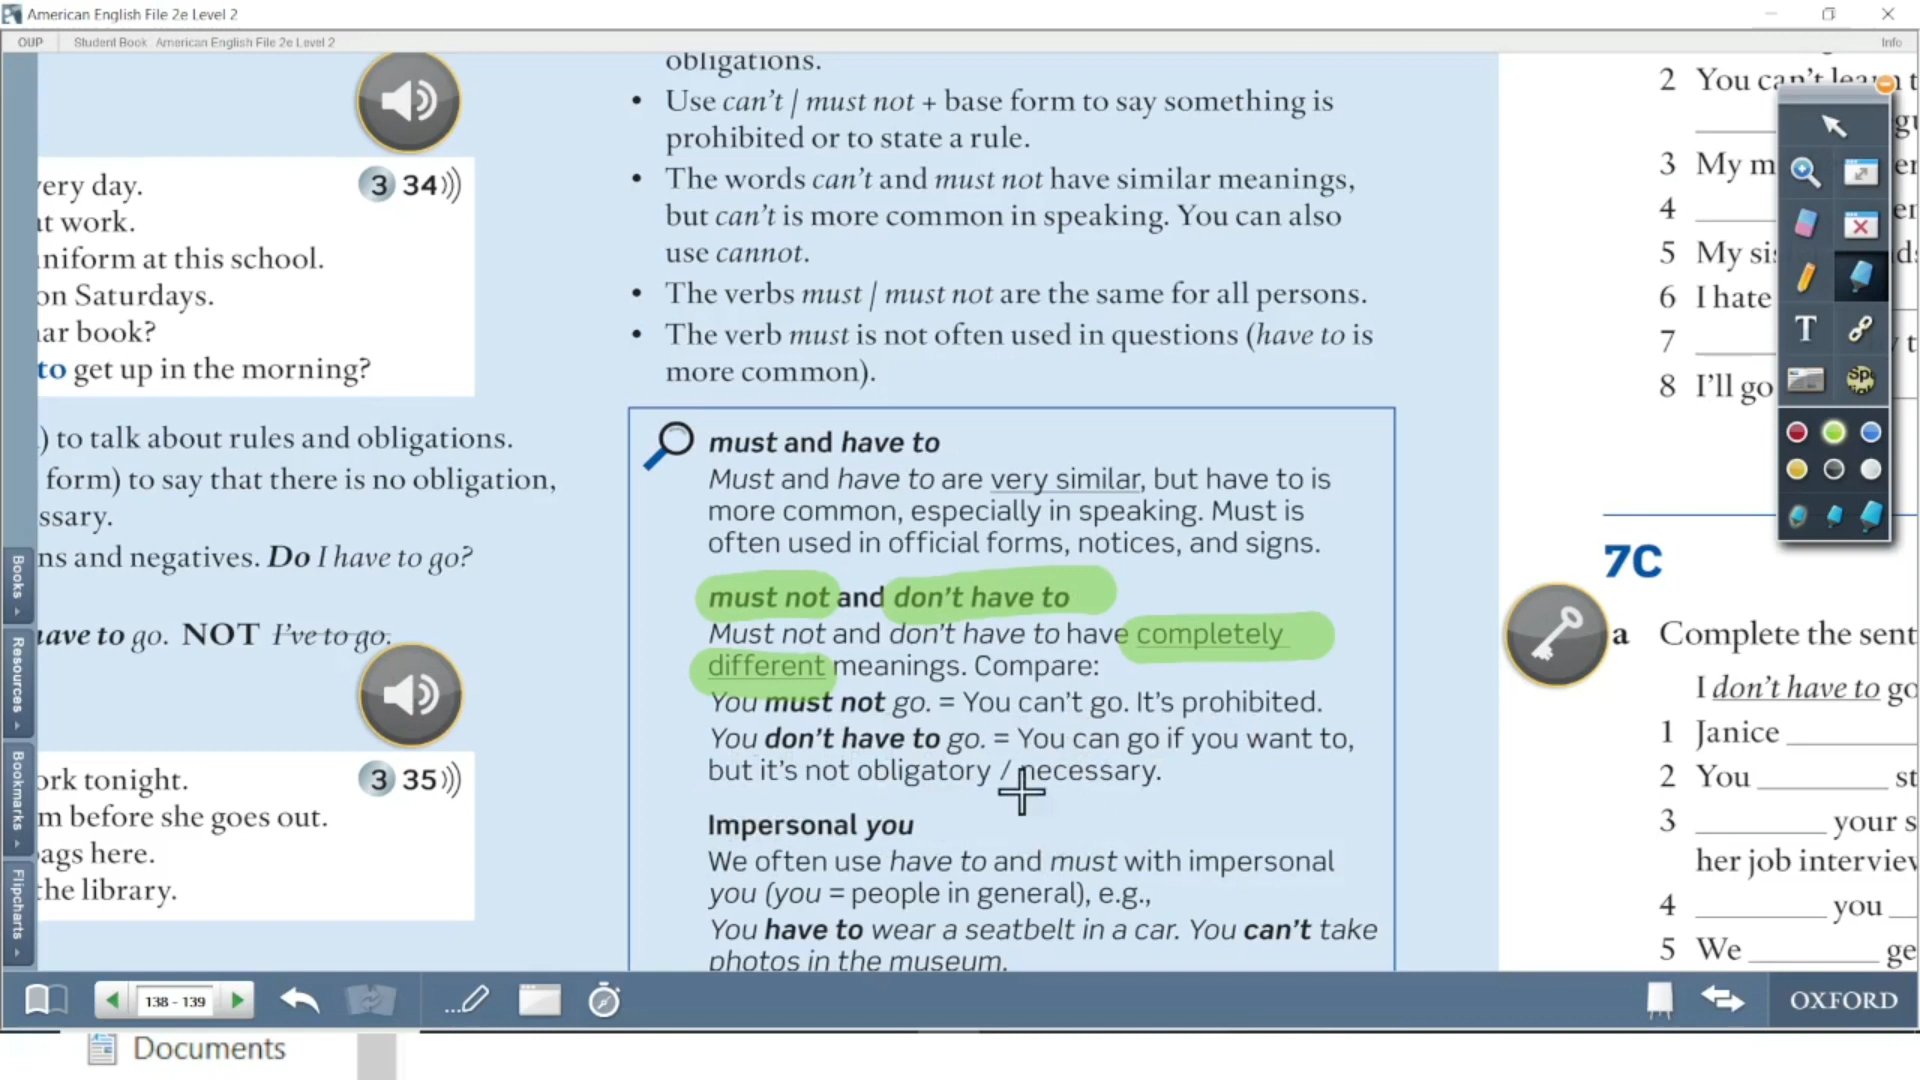 American English File 2e Level 2
OUP
Student Book
American English File 2e Level 2
Info
very day.
at work.
uniform at this school.
on Saturdays.
book?
to get up in the morning?
3 34
) to talk about rules and obligations.
form) to say that there is no obligation,
ns and negatives. Do I have to go?
have to go. NOT I've to go.
3 35
work tonight.
before she goes out.
bags here.
the library.
obligations.
• Use can't / must not + base form to say something is
prohibited or to state a rule.
• The words can't and must not have similar meanings,
but can't is more common in speaking. You can also
use cannot.
• The verbs must / must not are the same for all persons.
• The verb must is not often used in questions (have to is
more common).
must and have to
Must and have to are very similar, but have to is
more common, especially in speaking. Must is
often used in official forms, notices, and signs.
must not and don't have to
Must not and don't have to have completely
different meanings. Compare:
You must not go. = You can't go. It's prohibited.
You don't have to go. = You can go if you want to,
but it's not obligatory / necessary.
Impersonal you
We often use have to and must with impersonal
you (you = people in general), e.g.,
You have to wear a seatbelt in a car. You can't take
photos in the museum.
2 You can't learn
3 My
4
5 My
6 I hate
7
8 I'll go
T
7C
a Complete the sent
I don't have to go
1 Janice
2 You
3 your
her job interview
4 you
5 We
Books
Resources
Bookmarks
Flipcharts
138 - 139
OXFORD
Documents